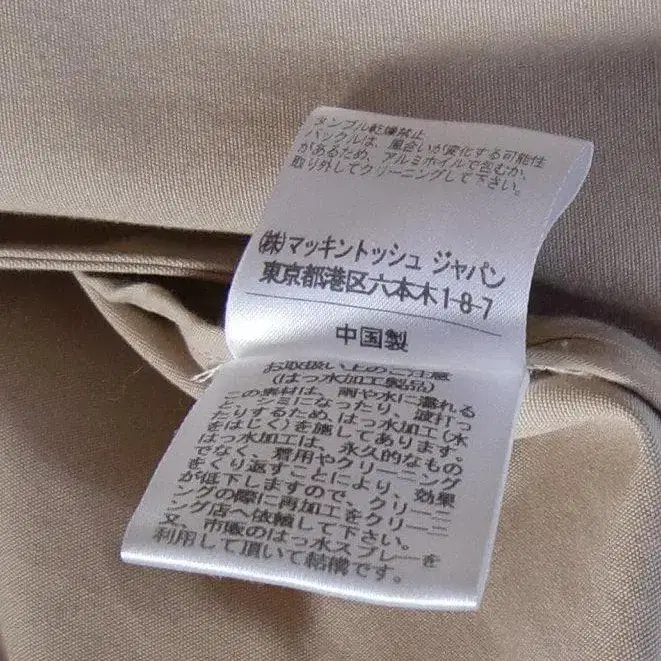 タンブル乾燥禁止
バックルは、風合いが変化する可能性
があるため、アルミホイルで包むか、
取り外してクリーニングして下さい。
(株)マッキントッシュ ジャパン
東京都港区六本木1-8-7
中国製
お取扱い上のご注意
(はっ水加工製品)
この素材は、雨や水に濡れる
とシミになったり、波打っ
たりするため、はっ水加工(水
をはじく)を施してあります。
はっ水加工は、永久的なもの
でなく、着用やクリーニング
をくり返すことにより、効果
が低下しますので、クリーニ
ングの際に再加工をクリーニ
ング店へ依頼して下さい。
又、市販のはっ水スプレーを
利用して頂いて結構です。